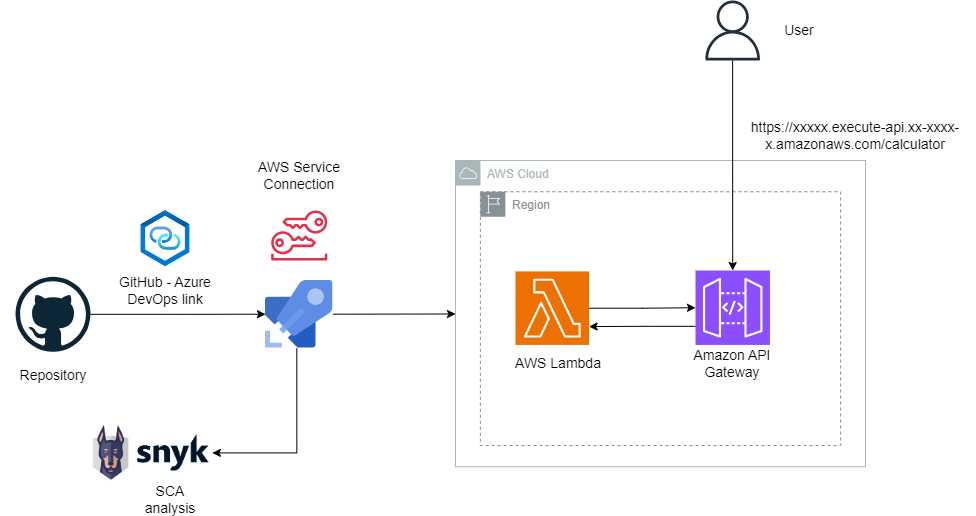 User
https://xxxxx.execute-api.xx-xxxx-
x.amazonaws.com/calculator
AWS Service
Connection
AWS Cloud
Region
GitHub - Azure
DevOps link
Repository
AWS Lambda
Amazon API
Gateway
snyk
SCA
analysis